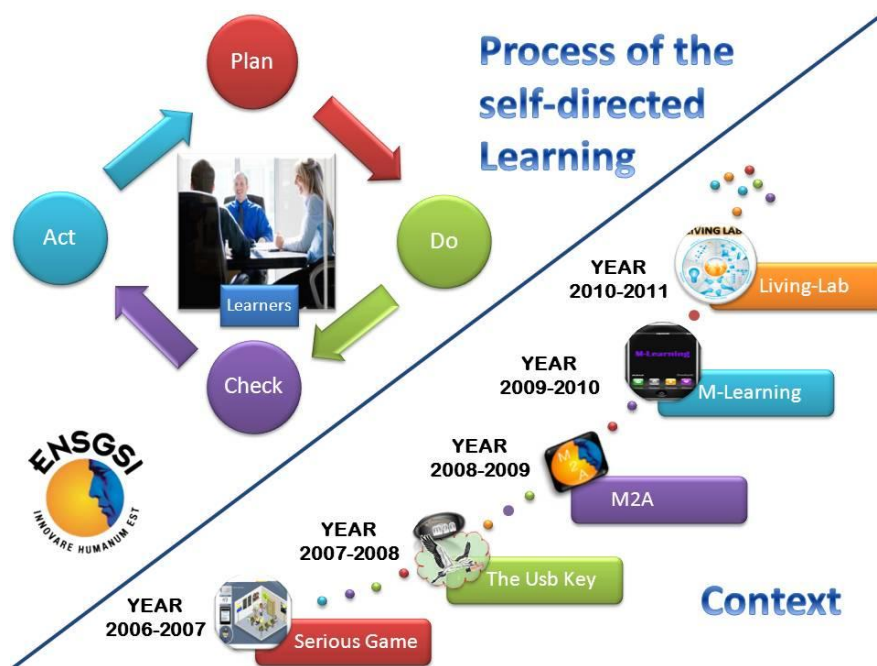 Plan
Process of the
self-directed
Learning
Act
Do
Learners
Check
ENSGSI
INNOVARE HUMANUM EST
LIVING LAB
YEAR
2010-2011
Living-Lab
M-Learning
YEAR
2009-2010
M-Learning
YEAR
2008-2009
M2A
M2A
YEAR
2007-2008
The Usb Key
YEAR
2006-2007
Serious Game
Context